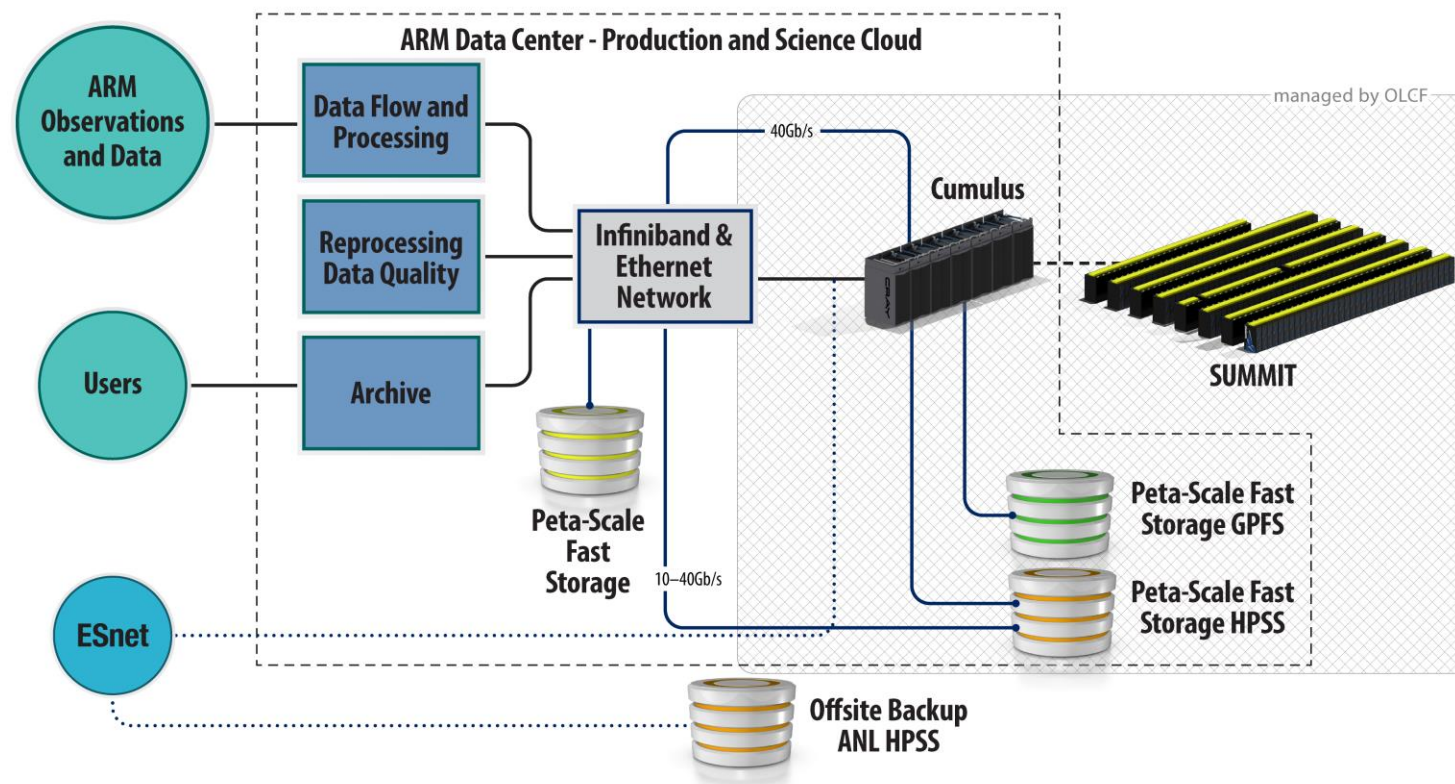 ARM Data Center - Production and Science Cloud
managed by OLCF
ARM
Observations
and Data
Data Flow and
Processing
40Gb/s
Cumulus
Reprocessing
Data Quality
Infiniband &
Ethernet
Network
CRAY
SUMMIT
Users
Archive
Peta-Scale
Fast
Storage
10–40Gb/s
Peta-Scale Fast
Storage GPFS
Peta-Scale Fast
Storage HPSS
ESnet
Offsite Backup
ANL HPSS